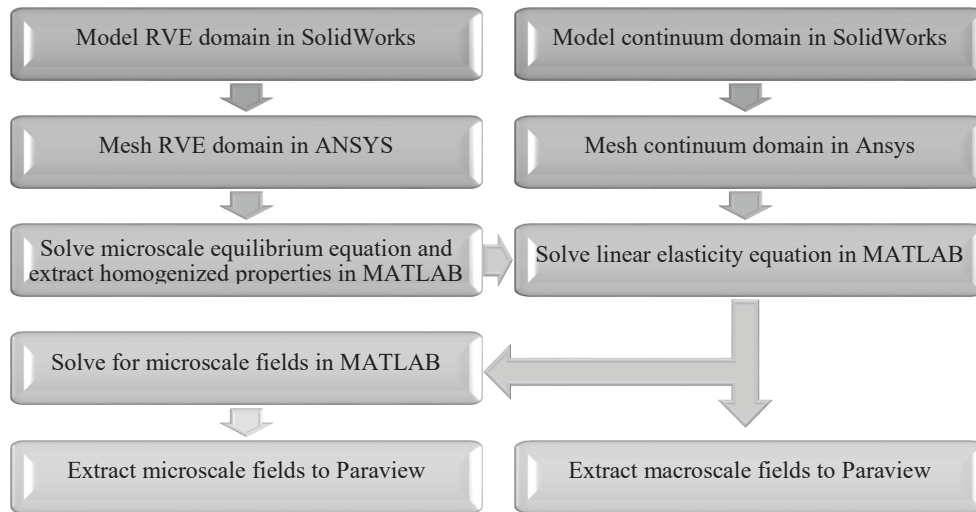 Model RVE domain in SolidWorks
Model continuum domain in SolidWorks
Mesh RVE domain in ANSYS
Mesh continuum domain in Ansys
Solve microscale equilibrium equation and
extract homogenized properties in MATLAB
Solve linear elasticity equation in MATLAB
Solve for microscale fields in MATLAB
Extract microscale fields to Paraview
Extract macroscale fields to Paraview